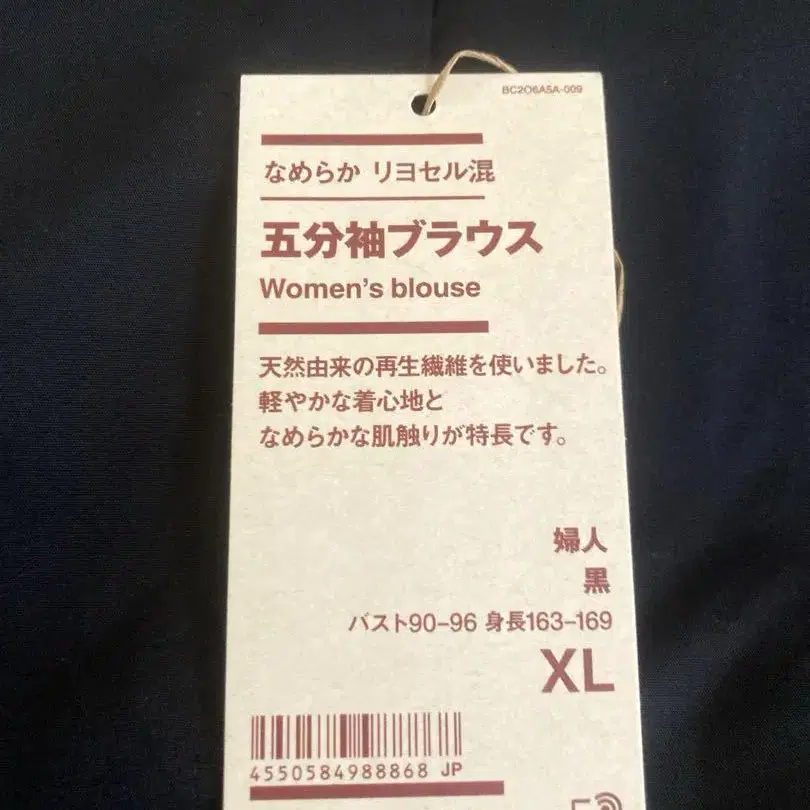 BC2O6A5A-009
なめらか リヨセル混
五分袖ブラウス
Women's blouse
天然由来の再生繊維を使いました。
軽やかな着心地と
なめらかな肌触りが特長です。
婦人
黒
バスト90-96 身長163-169
XL
4550584988868 JP